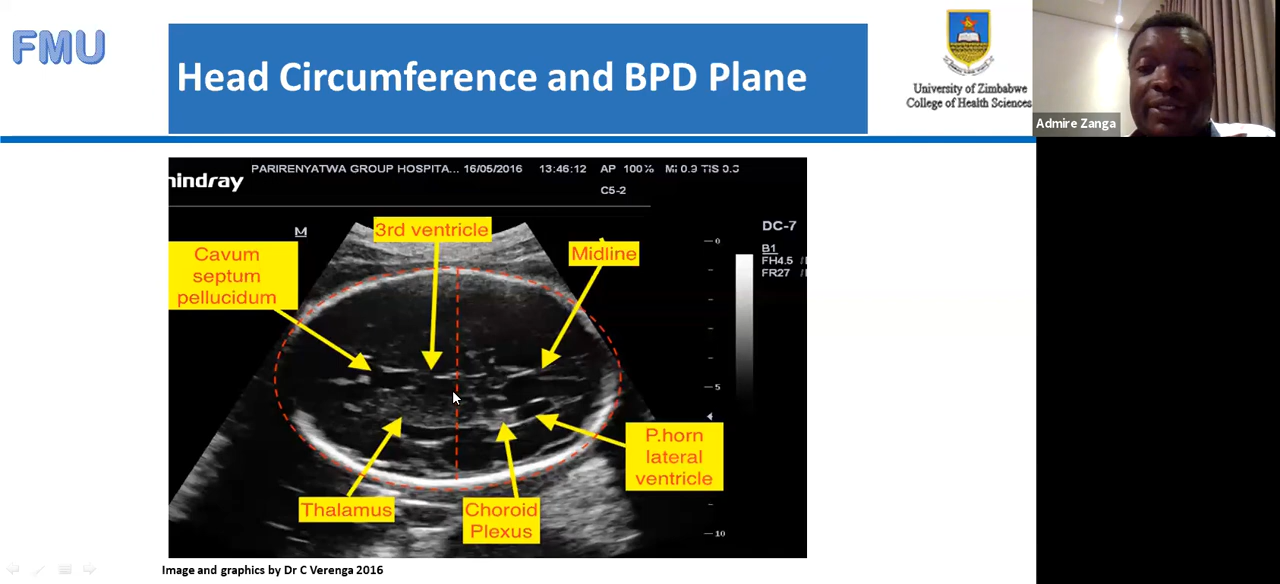 FMU
Head Circumference and BPD Plane
University of Zimbabwe
College of Health Sciences
Admire Zanga
PARIRENYATWA GROUP HOSPITA... 16/05/2016 13:46:12 AP 100% MI 0.9 TIS
C5-2
mindray
M
3rd ventricle
Cavum
septum
pellucidum
Midline
DC-7
B1
FH4.5
FR27
0
5
10
P.horn
lateral
ventricle
Thalamus
Choroid
Plexus
Image and graphics by Dr C Verenga 2016